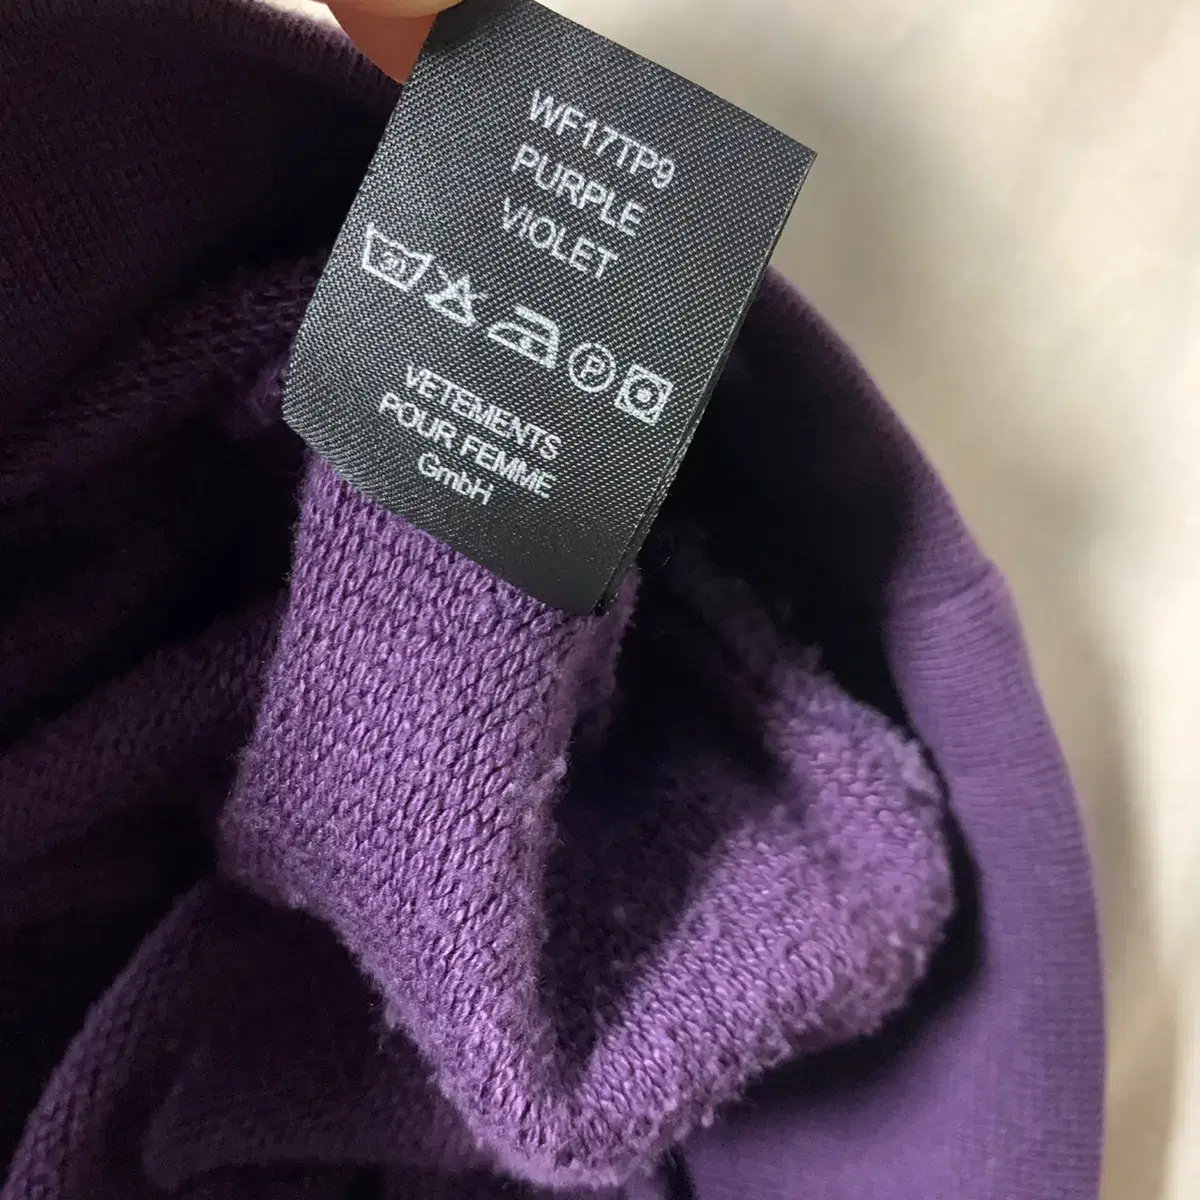 WF17TP9
PURPLE
VIOLET
P
VETEMENTS
POUR FEMME
GmbH